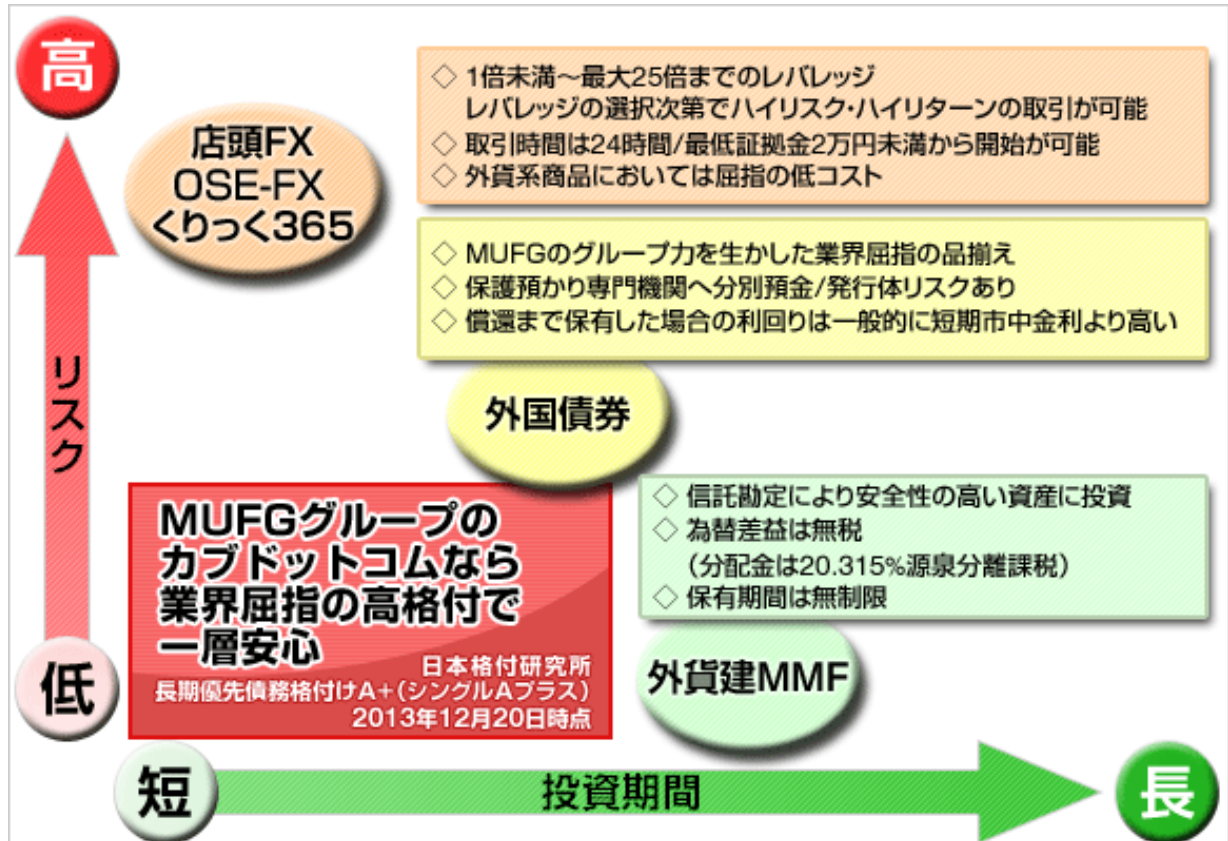 高
店頭FX
OSE-FX
くりっく365
◇ 1倍未満～最大25倍までのレバレッジ
レバレッジの選択次第でハイリスク・ハイリターンの取引が可能
◇ 取引時間は24時間/最低証拠金2万円未満から開始が可能
◇ 外貨系商品においては屈指の低コスト
◇ MUFGのグループ力を生かした業界屈指の品揃え
◇ 保護預かり専門機関へ分別預金/発行体リスクあり
◇ 償還まで保有した場合の利回りは一般的に短期市中金利より高い
リスク
外国債券
MUFGグループの
カブドットコムなら
業界屈指の高格付で
一層安心
日本格付研究所
長期優先債務格付けA+(シングルAプラス)
2013年12月20日時点
◇ 信託勘定により安全性の高い資産に投資
◇ 為替差益は無税
(分配金は20.315%源泉分離課税)
◇ 保有期間は無制限
外貨建MMF
低
短
投資期間
長